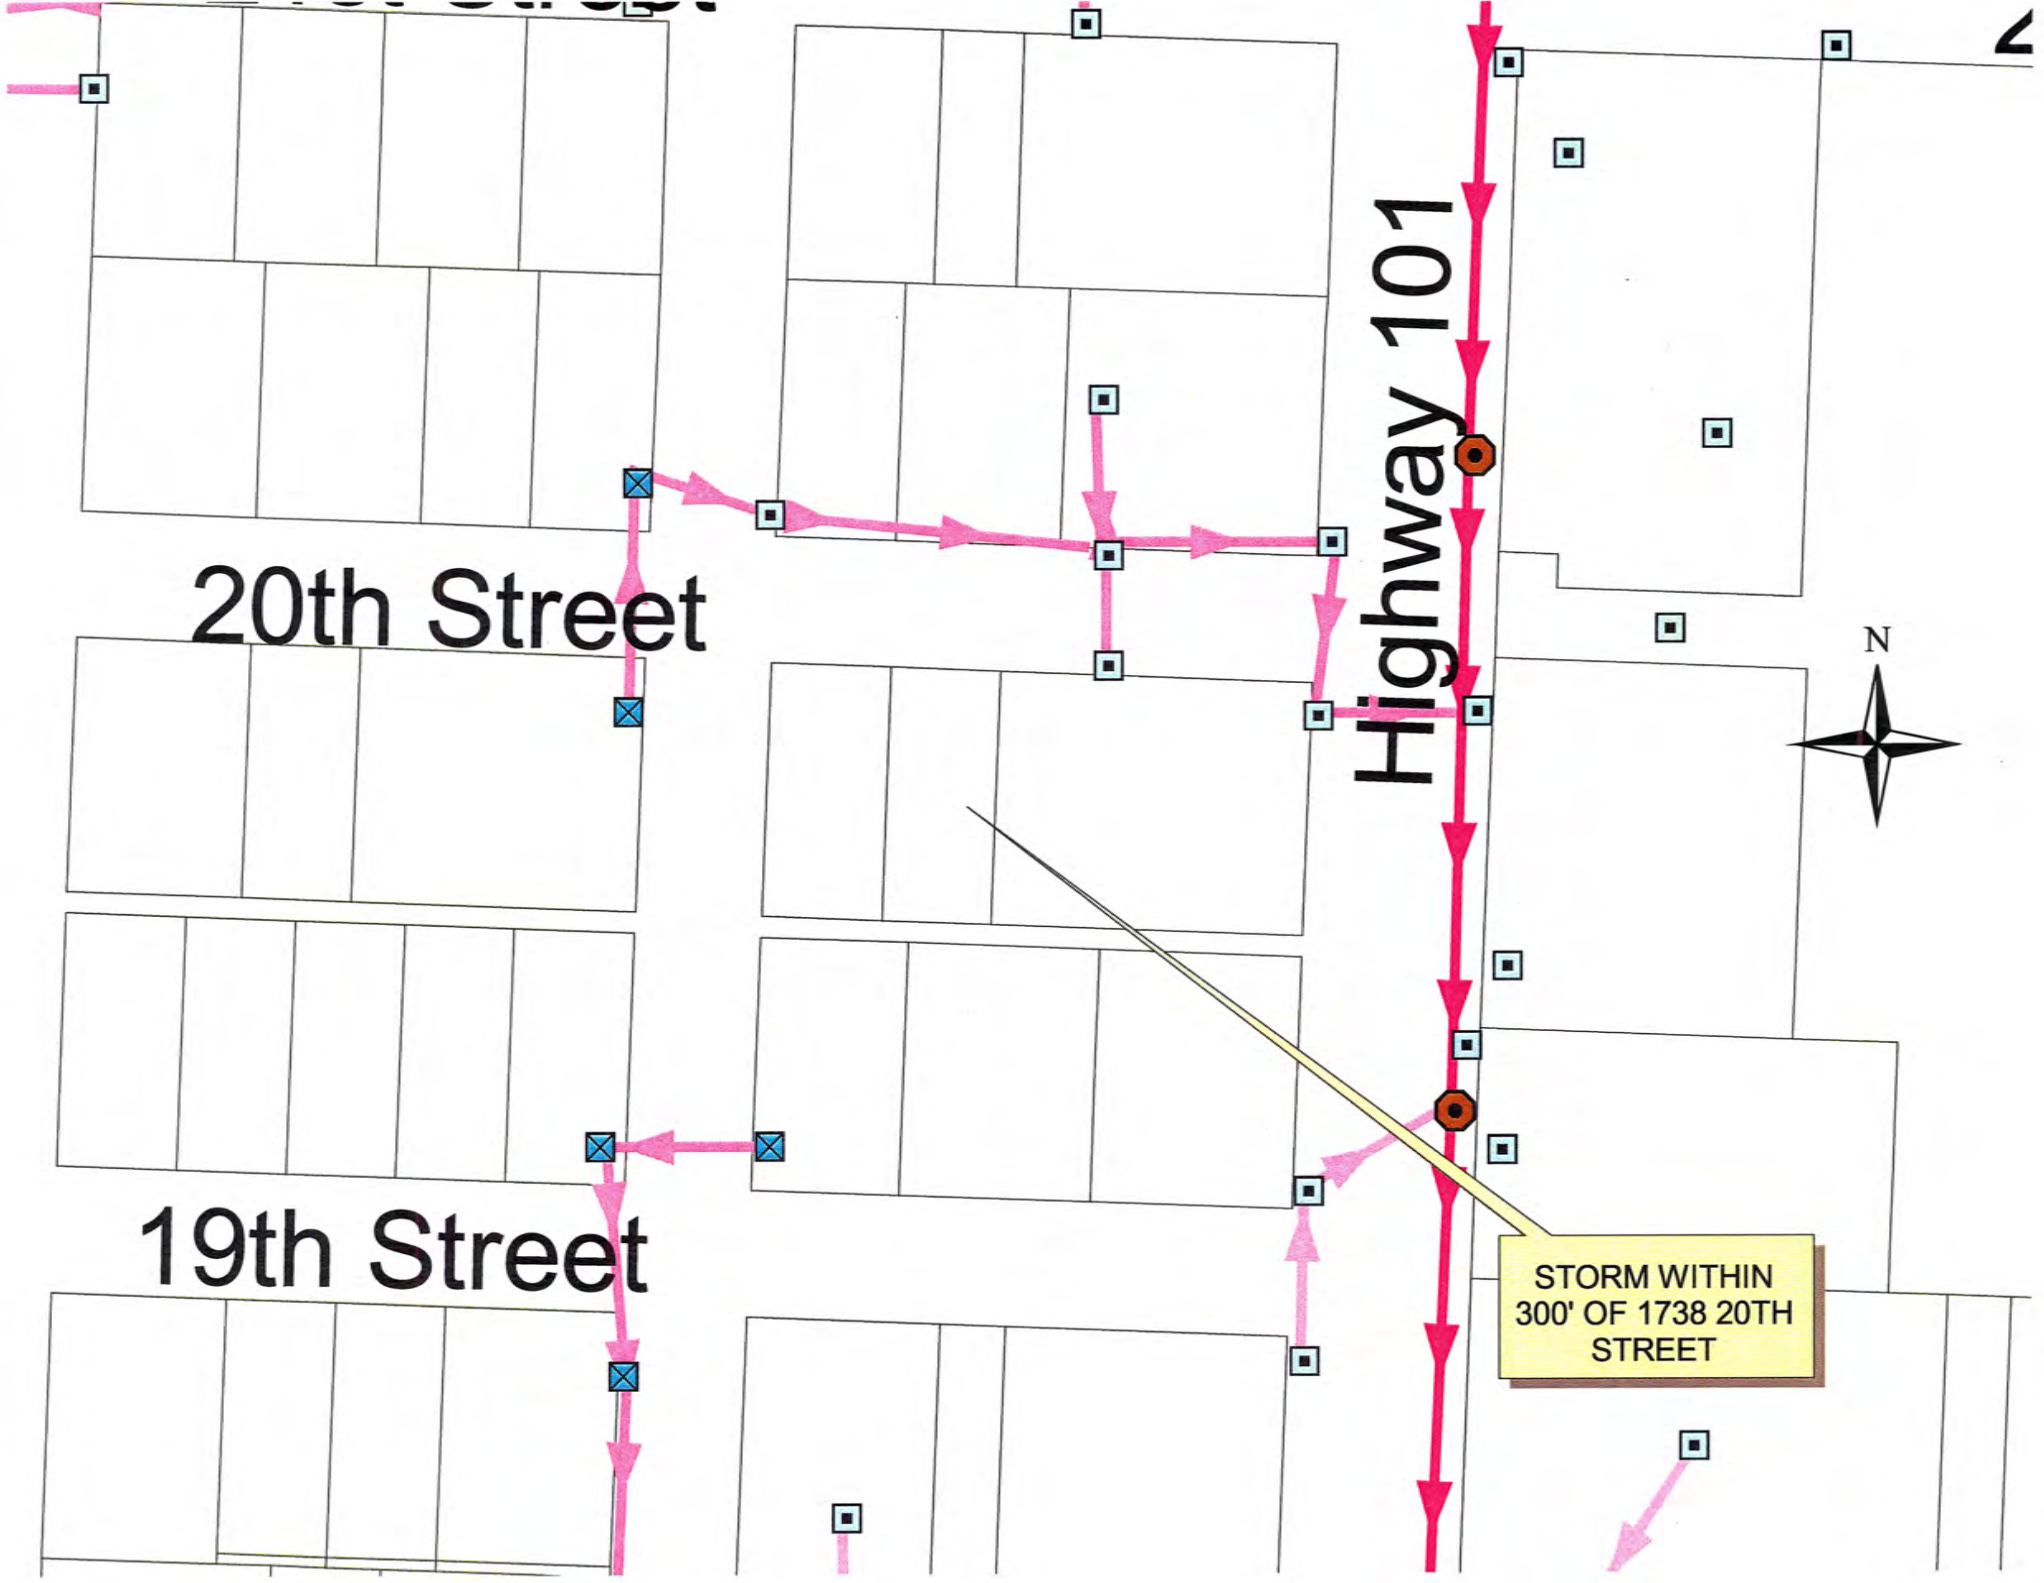 Highway 101
20th Street
N
19th Street
STORM WITHIN
300' OF 1738 20TH
STREET